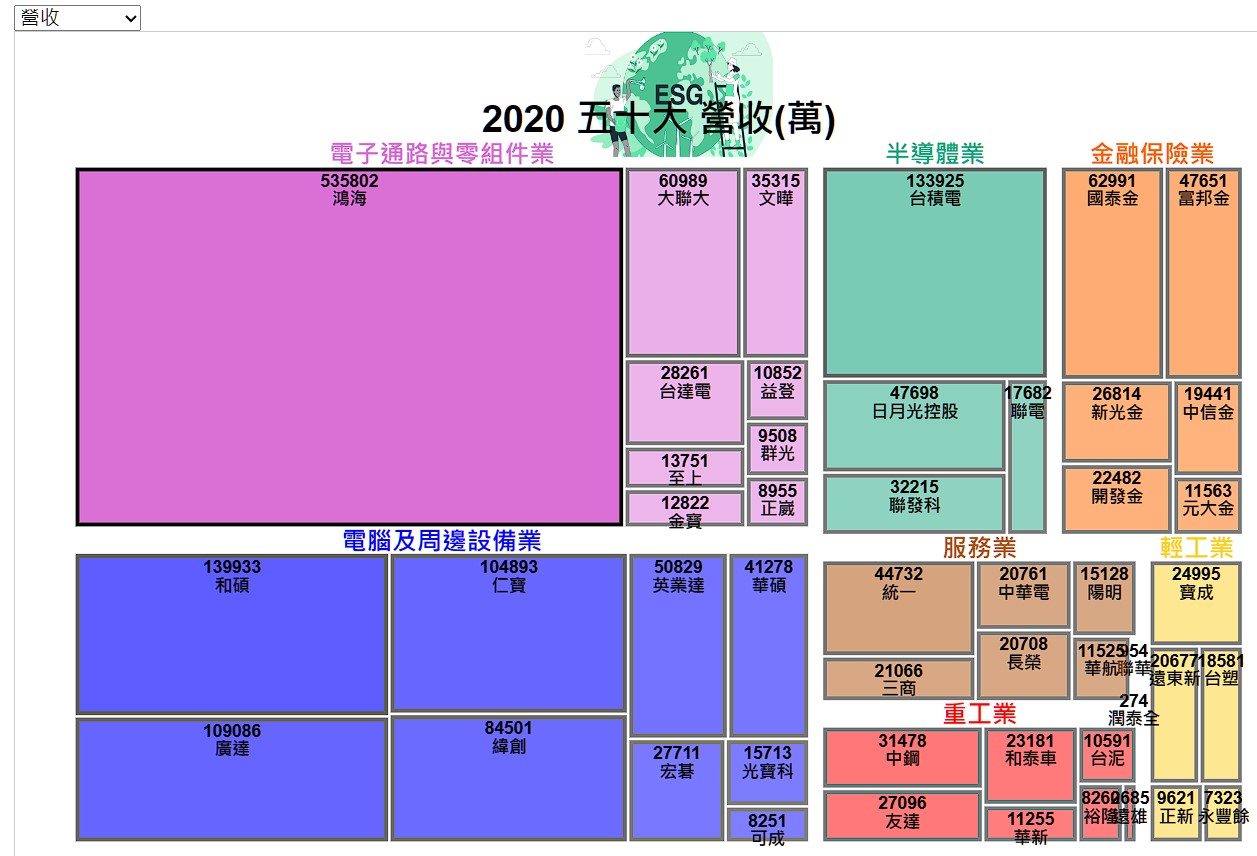 營收
ESG
2020 五十大 營收(萬)
電子通路與零組件業
535802
鴻海
60989
大聯大
35315
文曄
28261
台達電
10852
益登
13751
至上
9508
群光
12822
金寶
8955
正崴
半導體業
133925
台積電
47698
日月光控股
17682
聯電
32215
聯發科
金融保險業
62991
國泰金
47651
富邦金
26814
新光金
19441
中信金
22482
開發金
11563
元大金
電腦及周邊設備業
139933
和碩
104893
仁寶
50829
英業達
41278
華碩
109086
廣達
84501
緯創
27711
宏碁
15713
光寶科
8251
可成
服務業
44732
統一
20761
中華電
15128
陽明
21066
三商
20708
長榮
11525
華航
954
聯華
274
潤泰全
輕工業
24995
寶成
20677
遠東新
18581
台塑
9621
正新
7323
永豐餘
重工業
31478
中鋼
23181
和泰車
10591
台泥
27096
友達
11255
華新
裕隆
遠雄